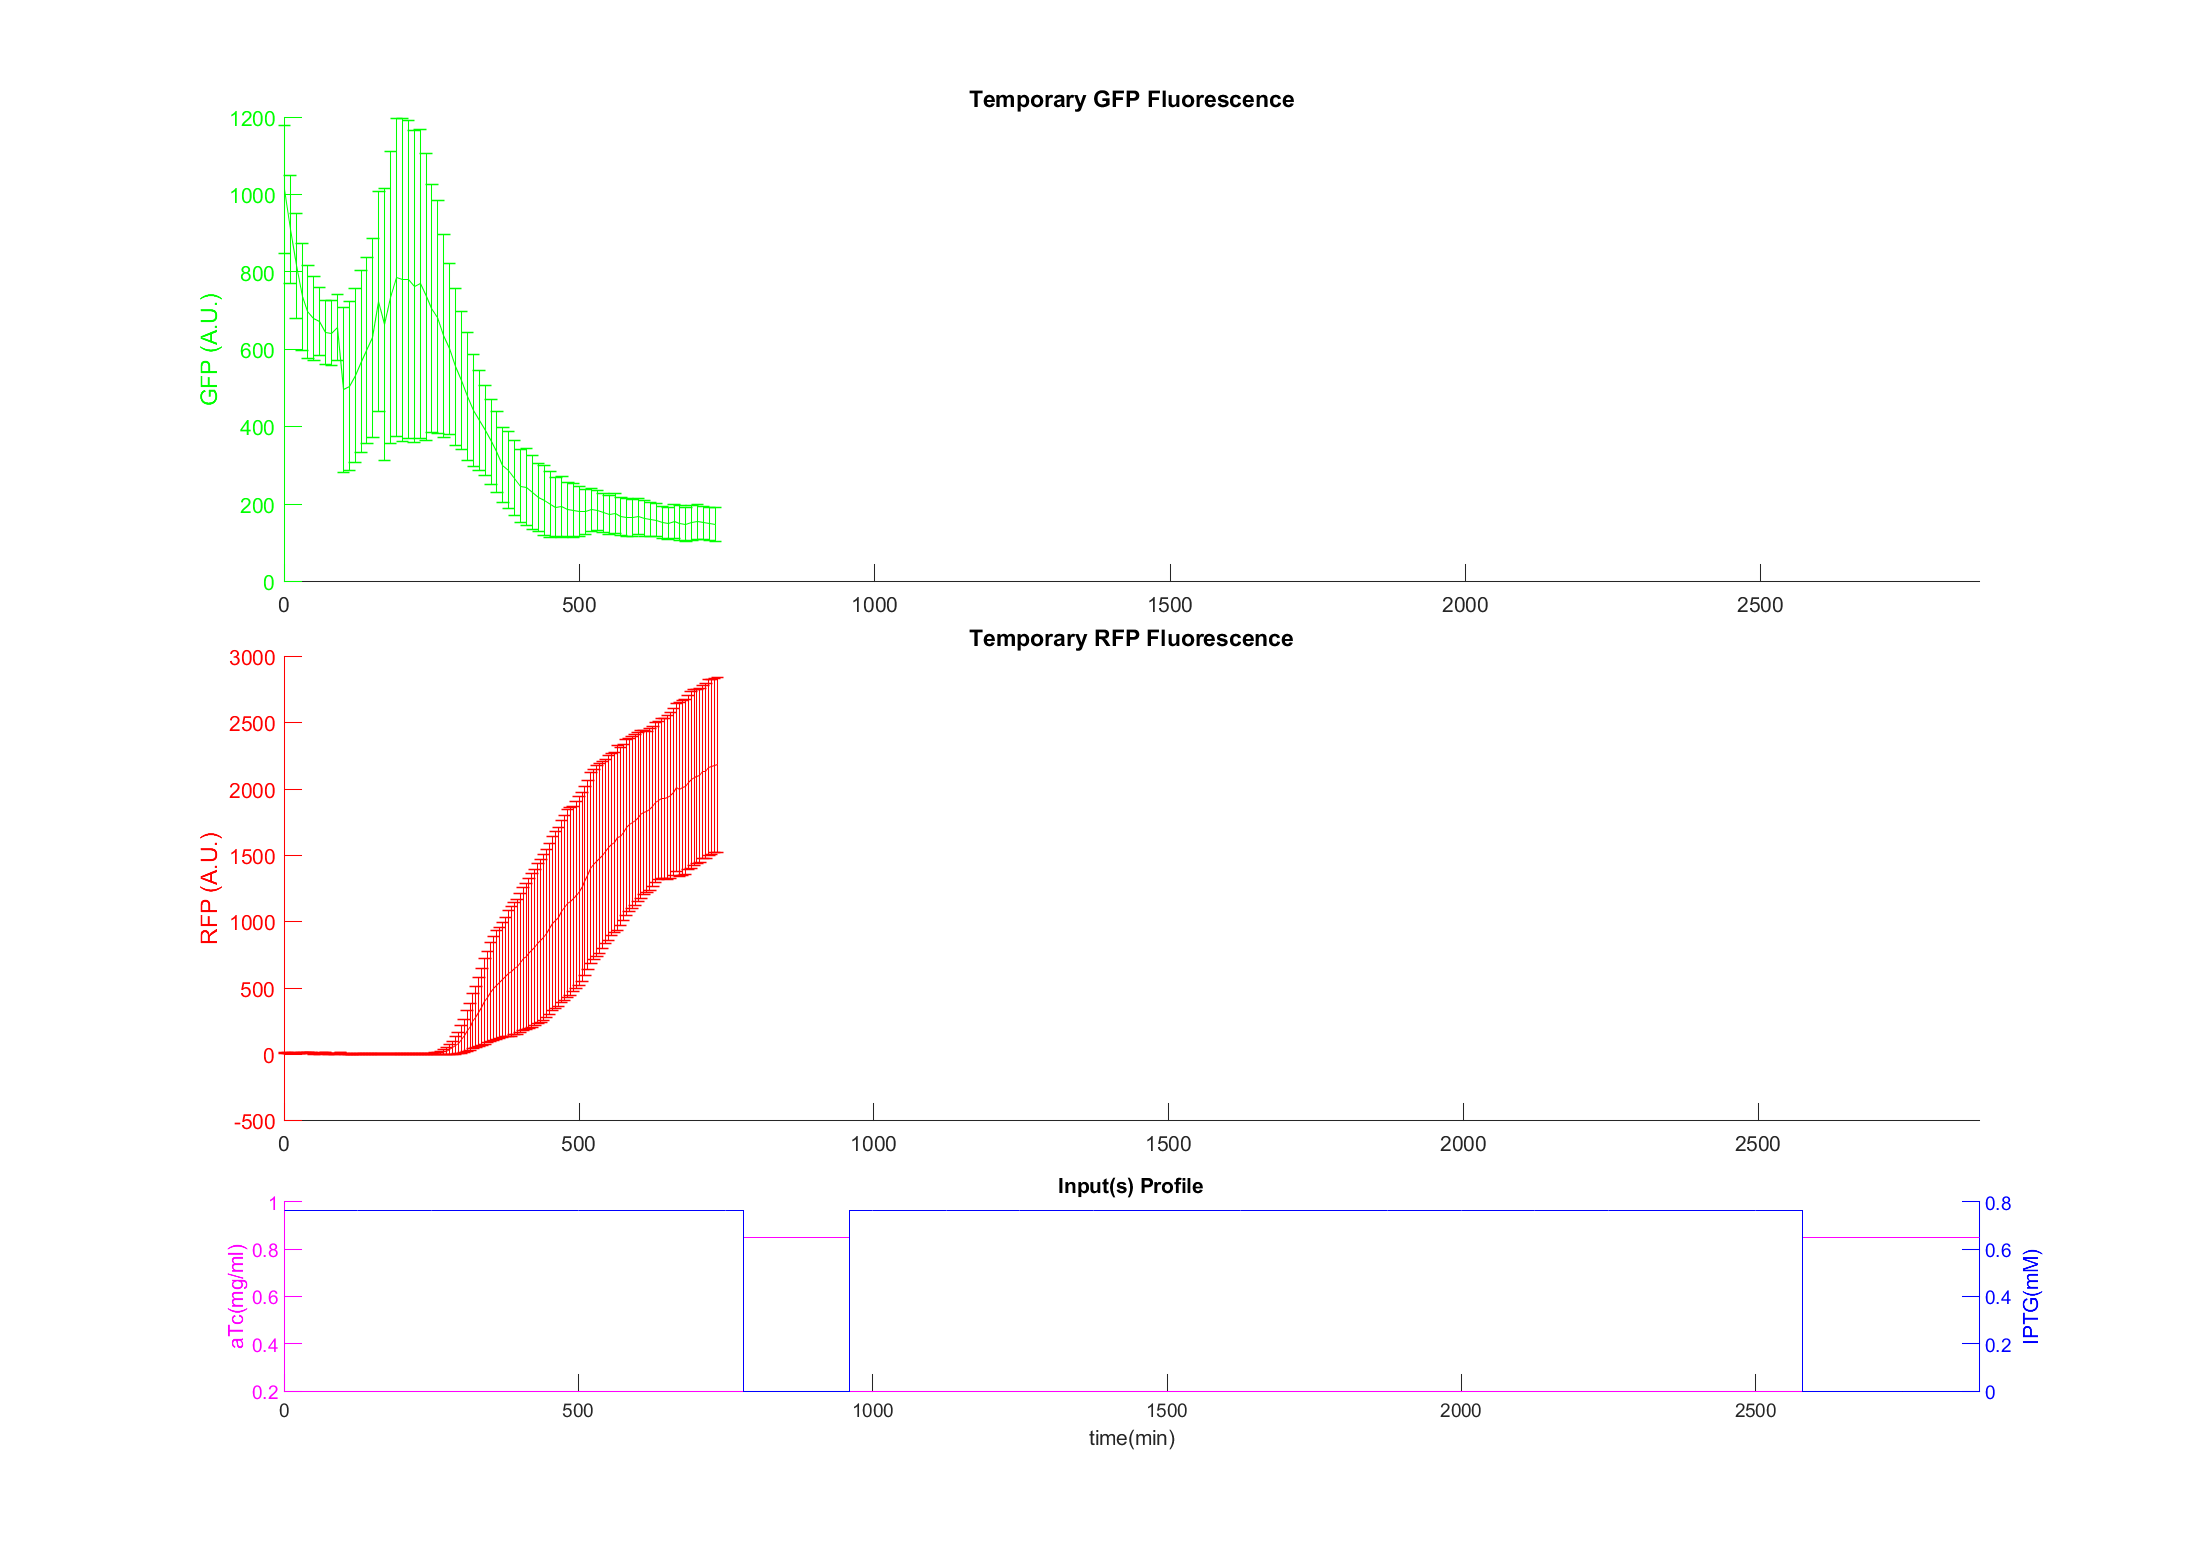 Temporary GFP Fluorescence
1200
1000
800
600
400
200
0
GFP (A.U.)
0 500 1000 1500 2000 2500
Temporary RFP Fluorescence
3000
2500
2000
1500
1000
500
0
-500
RFP (A.U.)
0 500 1000 1500 2000 2500
Input(s) Profile
1
0.8
0.6
0.4
0.2
aTc(mg/ml)
0.8
0.6
0.4
0.2
0
IPTG(mM)
0 500 1000 1500 2000 2500
time(min)